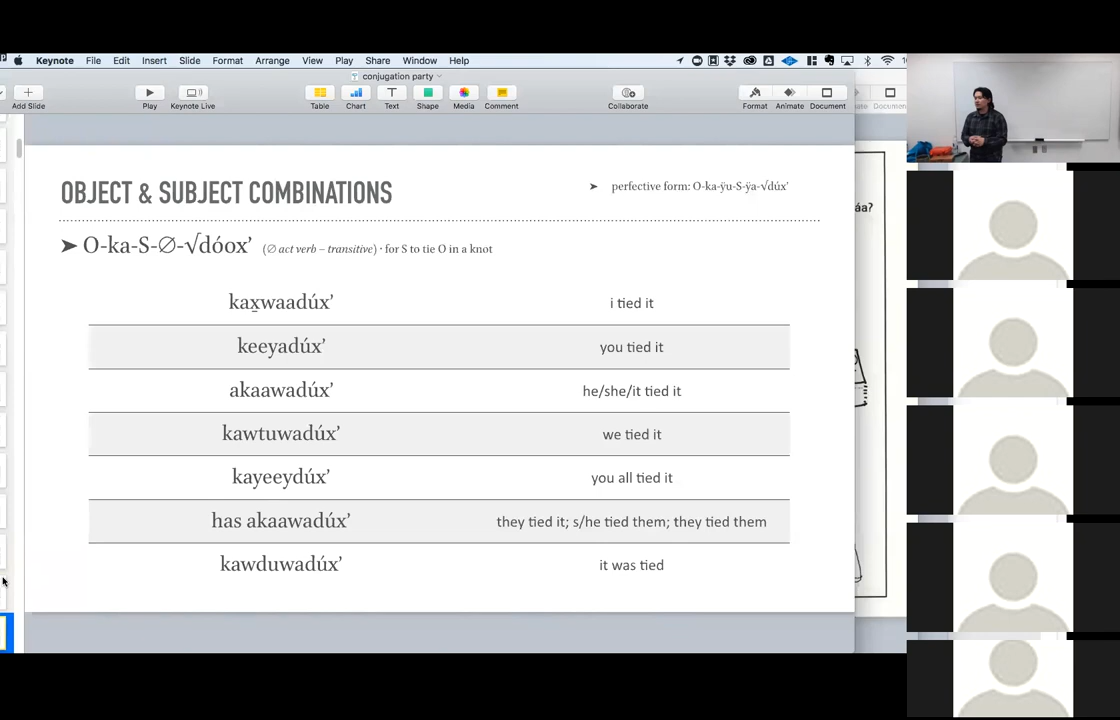 Keynote File Edit Insert Slide Format Arrange View Play Share Window Help
conjugation party
Add Slide Play Keynote Live Table Chart Text Shape Media Comment Collaborate Format Animate Document
OBJECT & SUBJECT COMBINATIONS
➤ perfective form: O-ka-ÿu-S-ÿa-√dúx’
➤ O-ka-S-∅-√dóox’ (∅ act verb – transitive) · for S to tie O in a knot
kax̱waadúx’ i tied it
keeyadúx’ you tied it
akaawadúx’ he/she/it tied it
kawtuwadúx’ we tied it
kayeeydúx’ you all tied it
has akaawadúx’ they tied it; s/he tied them; they tied them
kawduwadúx’ it was tied
áa?